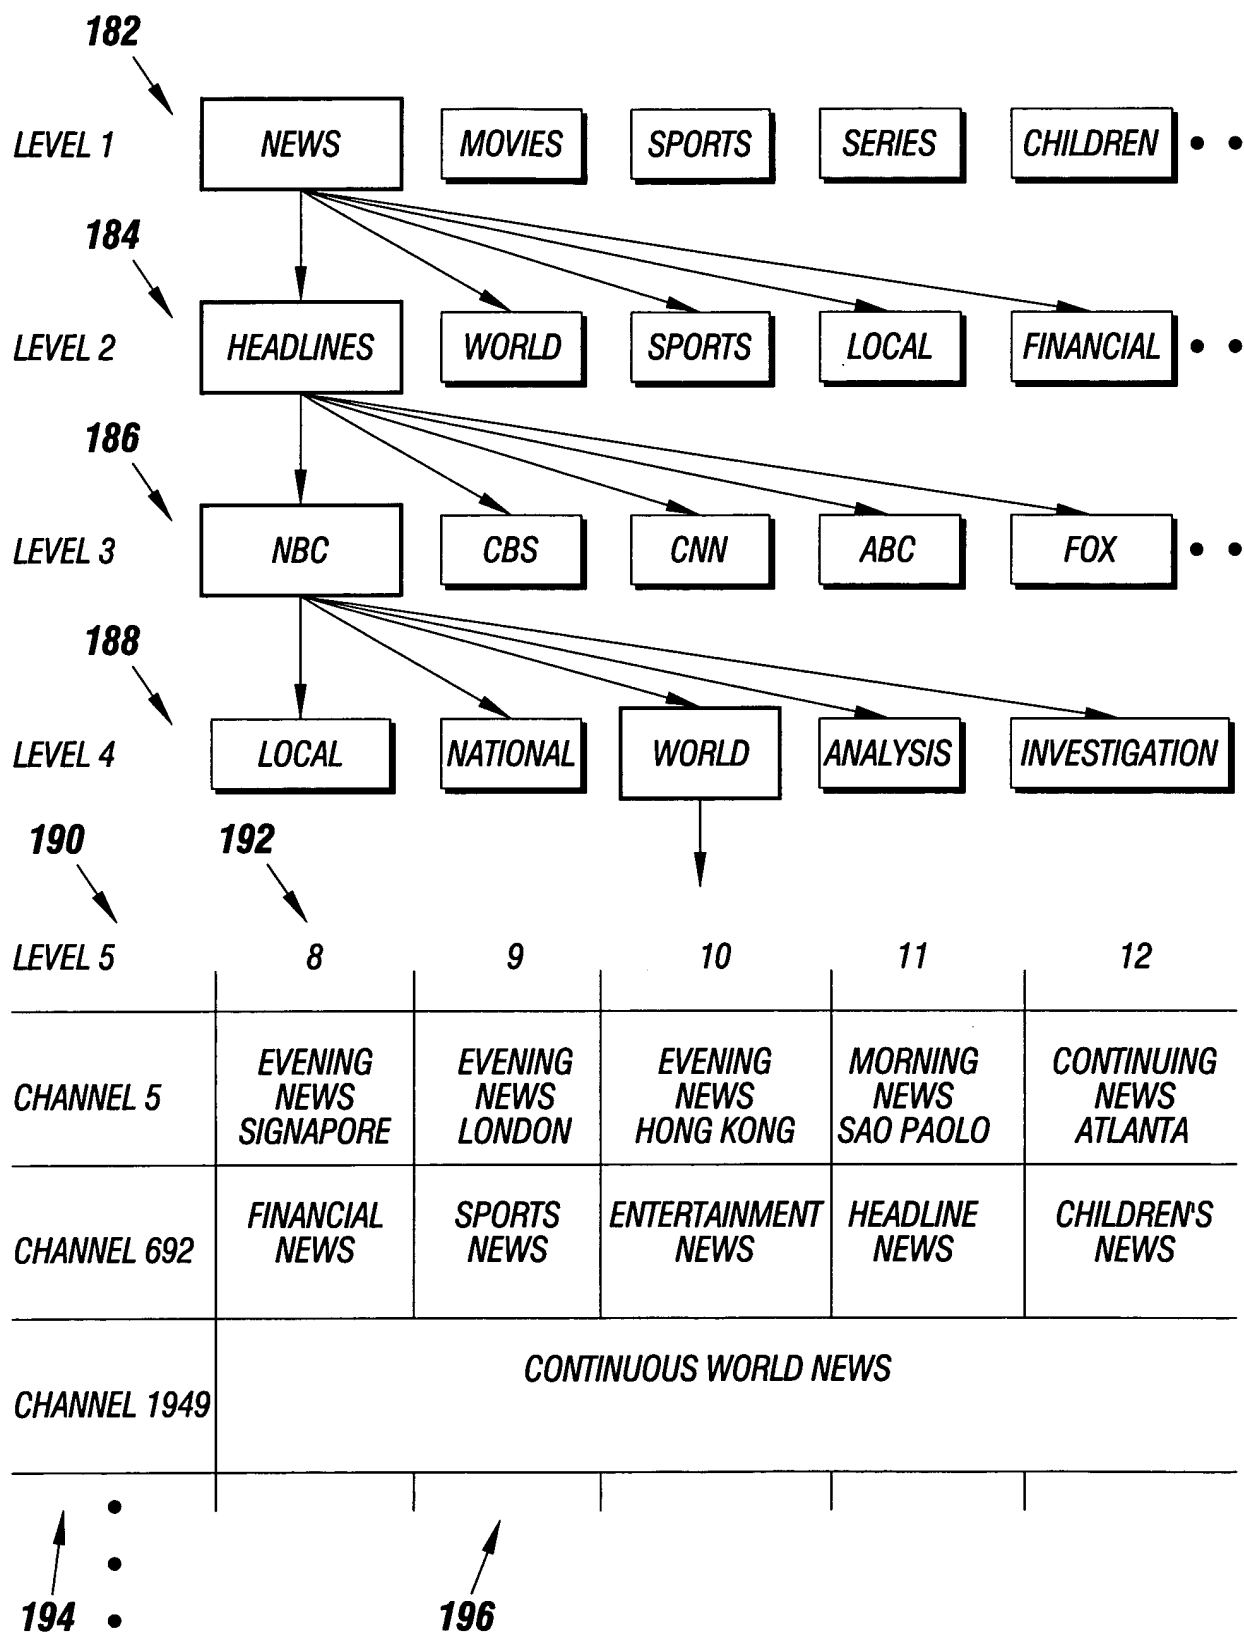 182
LEVEL 1 NEWS MOVIES SPORTS SERIES CHILDREN • •
184
LEVEL 2 HEADLINES WORLD SPORTS LOCAL FINANCIAL • •
186
LEVEL 3 NBC CBS CNN ABC FOX • •
188
LEVEL 4 LOCAL NATIONAL WORLD ANALYSIS INVESTIGATION
190 192
LEVEL 5 8 9 10 11 12
CHANNEL 5
EVENING
NEWS
SIGNAPORE
EVENING
NEWS
LONDON
EVENING
NEWS
HONG KONG
MORNING
NEWS
SAO PAOLO
CONTINUING
NEWS
ATLANTA
CHANNEL 692
FINANCIAL
NEWS
SPORTS
NEWS
ENTERTAINMENT
NEWS
HEADLINE
NEWS
CHILDREN'S
NEWS
CHANNEL 1949
CONTINUOUS WORLD NEWS
•
•
194 •
196